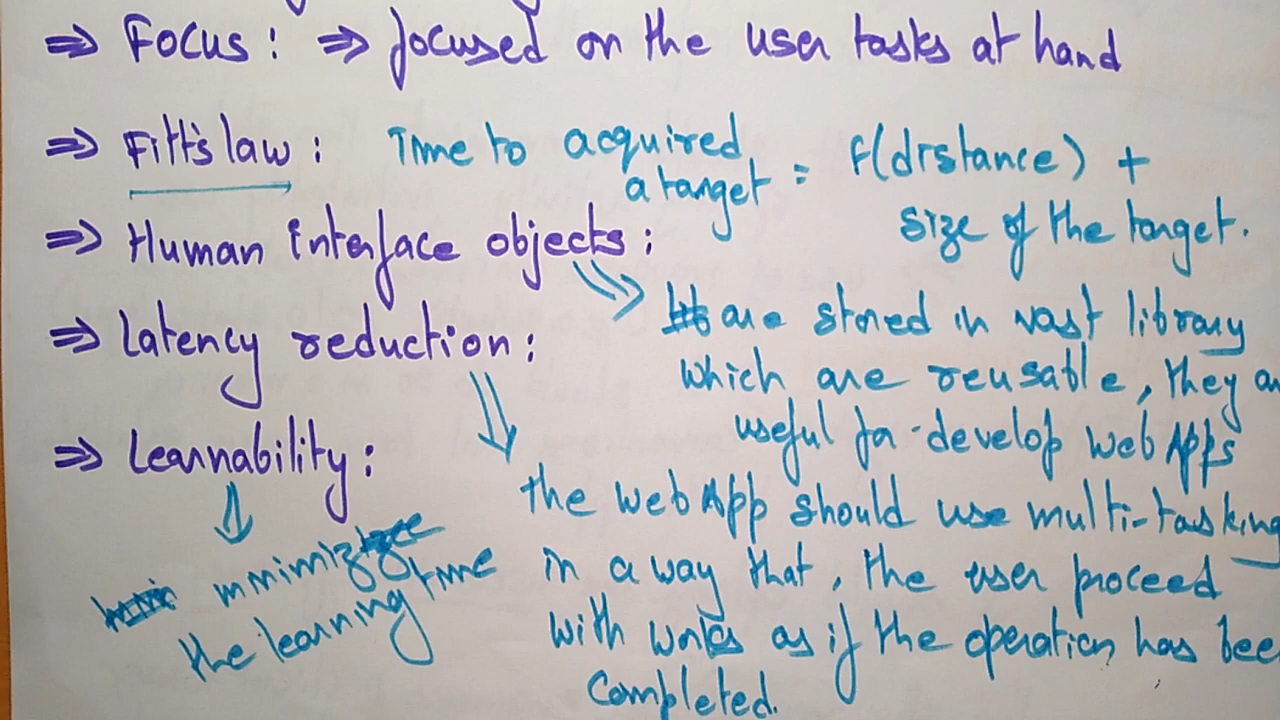 ⇒ Focus: ⇒ focused on the user tasks at hand
⇒ Fitt's law: Time to acquired a target = f(distance) + size of the target.
⇒ Human interface objects:
are stored in vast library
which are reusable, they
useful for develop web Apps
⇒ Latency reduction:
the web App should use multi-tasking
in a way that, the user proceed
with works as if the operation has bee
completed.
⇒ Learnability:
minimize
the learning time